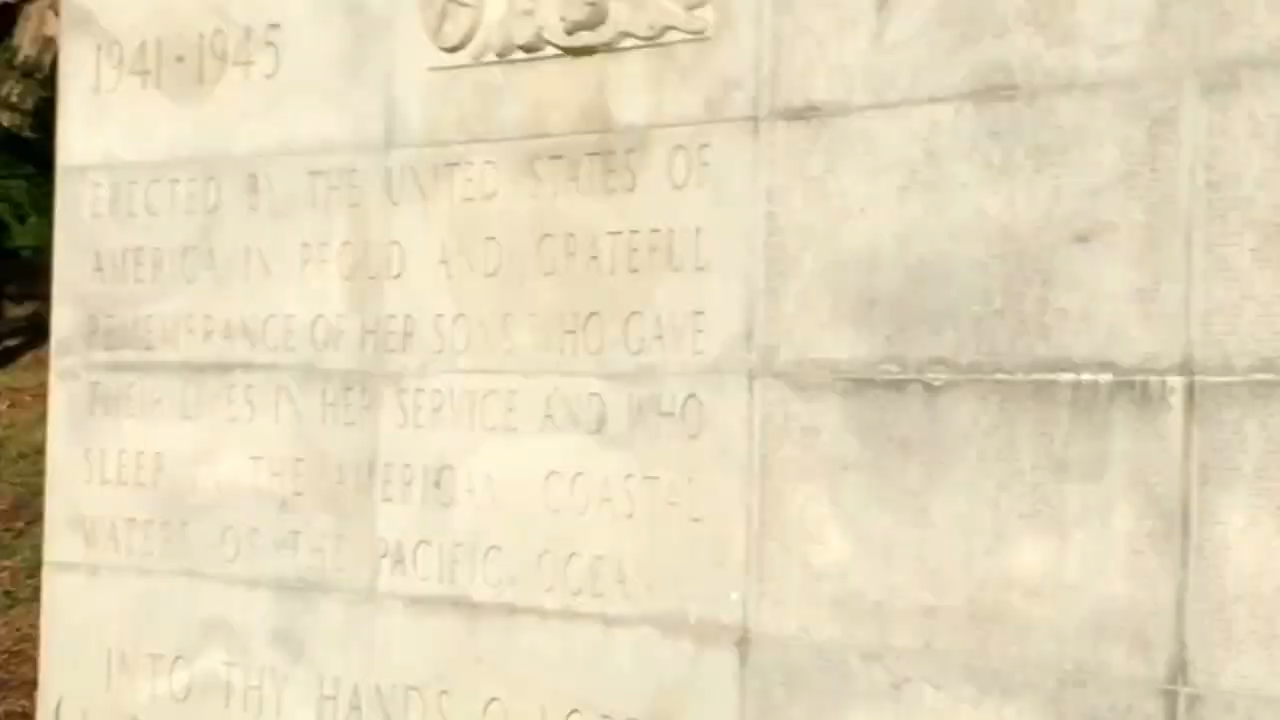 1941·1945
ERECTED BY THE UNITED STATES OF
AMERICA IN PROUD AND GRATEFUL
REMEMBRANCE OF HER SONS WHO GAVE
THEIR LIVES IN HER SERVICE AND WHO
SLEEP IN THE AMERICAN COASTAL
WATERS OF THE PACIFIC OCEAN
INTO THY HANDS O LORD